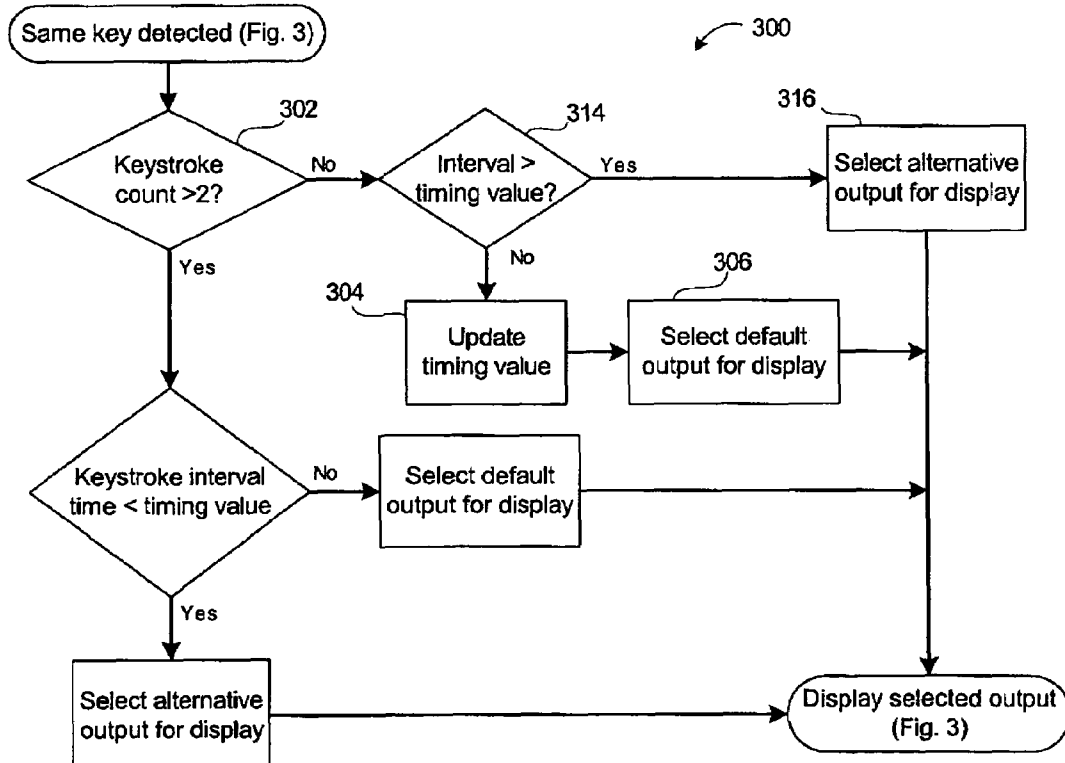 Same key detected (Fig. 3)
300
302
Keystroke
count >2?
No
314
Interval >
timing value?
Yes
316
Select alternative
output for display
Yes
No
304
Update
timing value
306
Select default
output for display
Keystroke interval
time < timing value
No
Select default
output for display
Yes
Select alternative
output for display
Display selected output
(Fig. 3)